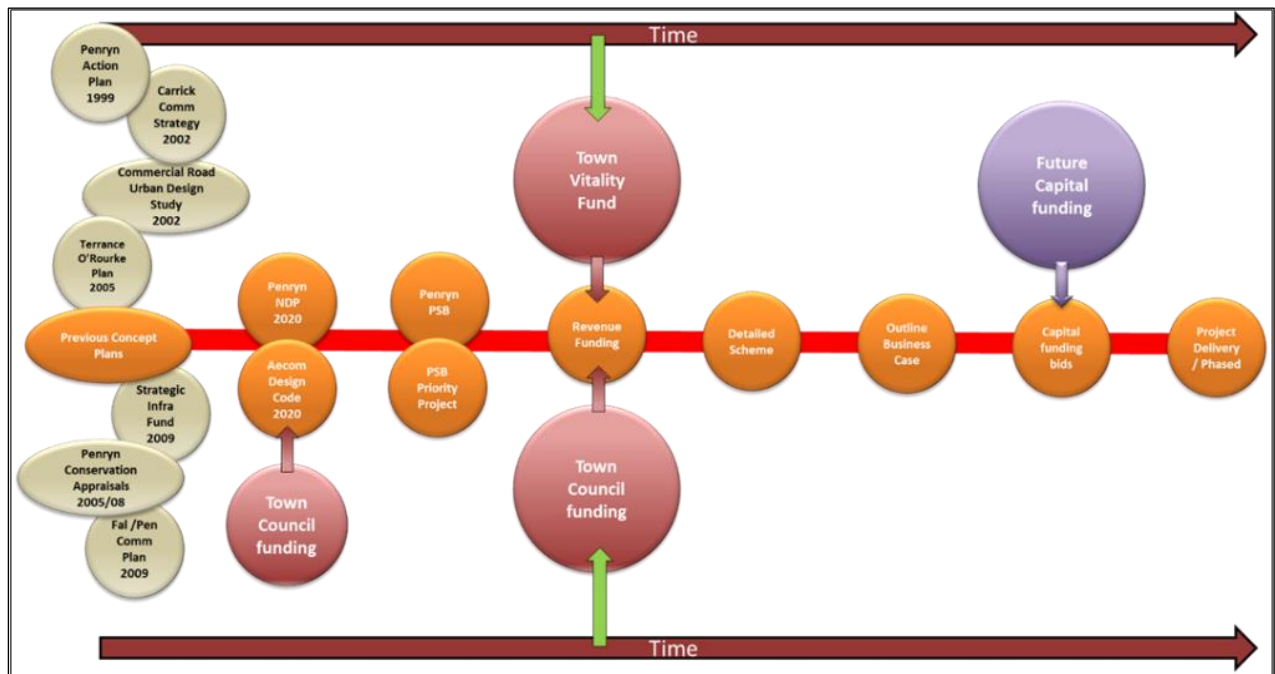 Time
Penryn
Action
Plan
1999
Carrick
Comm
Strategy
2002
Commercial Road
Urban Design
Study
2002
Terrance
O'Rourke
Plan
2005
Previous Concept
Plans
Strategic
Infra
Fund
2009
Penryn
Conservation
Appraisals
2005/08
Fal /Pen
Comm
Plan
2009
Penryn
NDP
2020
Aecom
Design
Code
2020
Town
Council
funding
Penryn
PSB
PSB
Priority
Project
Town
Vitality
Fund
Revenue
Funding
Town
Council
funding
Detailed
Scheme
Outline
Business
Case
Future
Capital
funding
Capital
funding
bids
Project
Delivery
/ Phased
Time